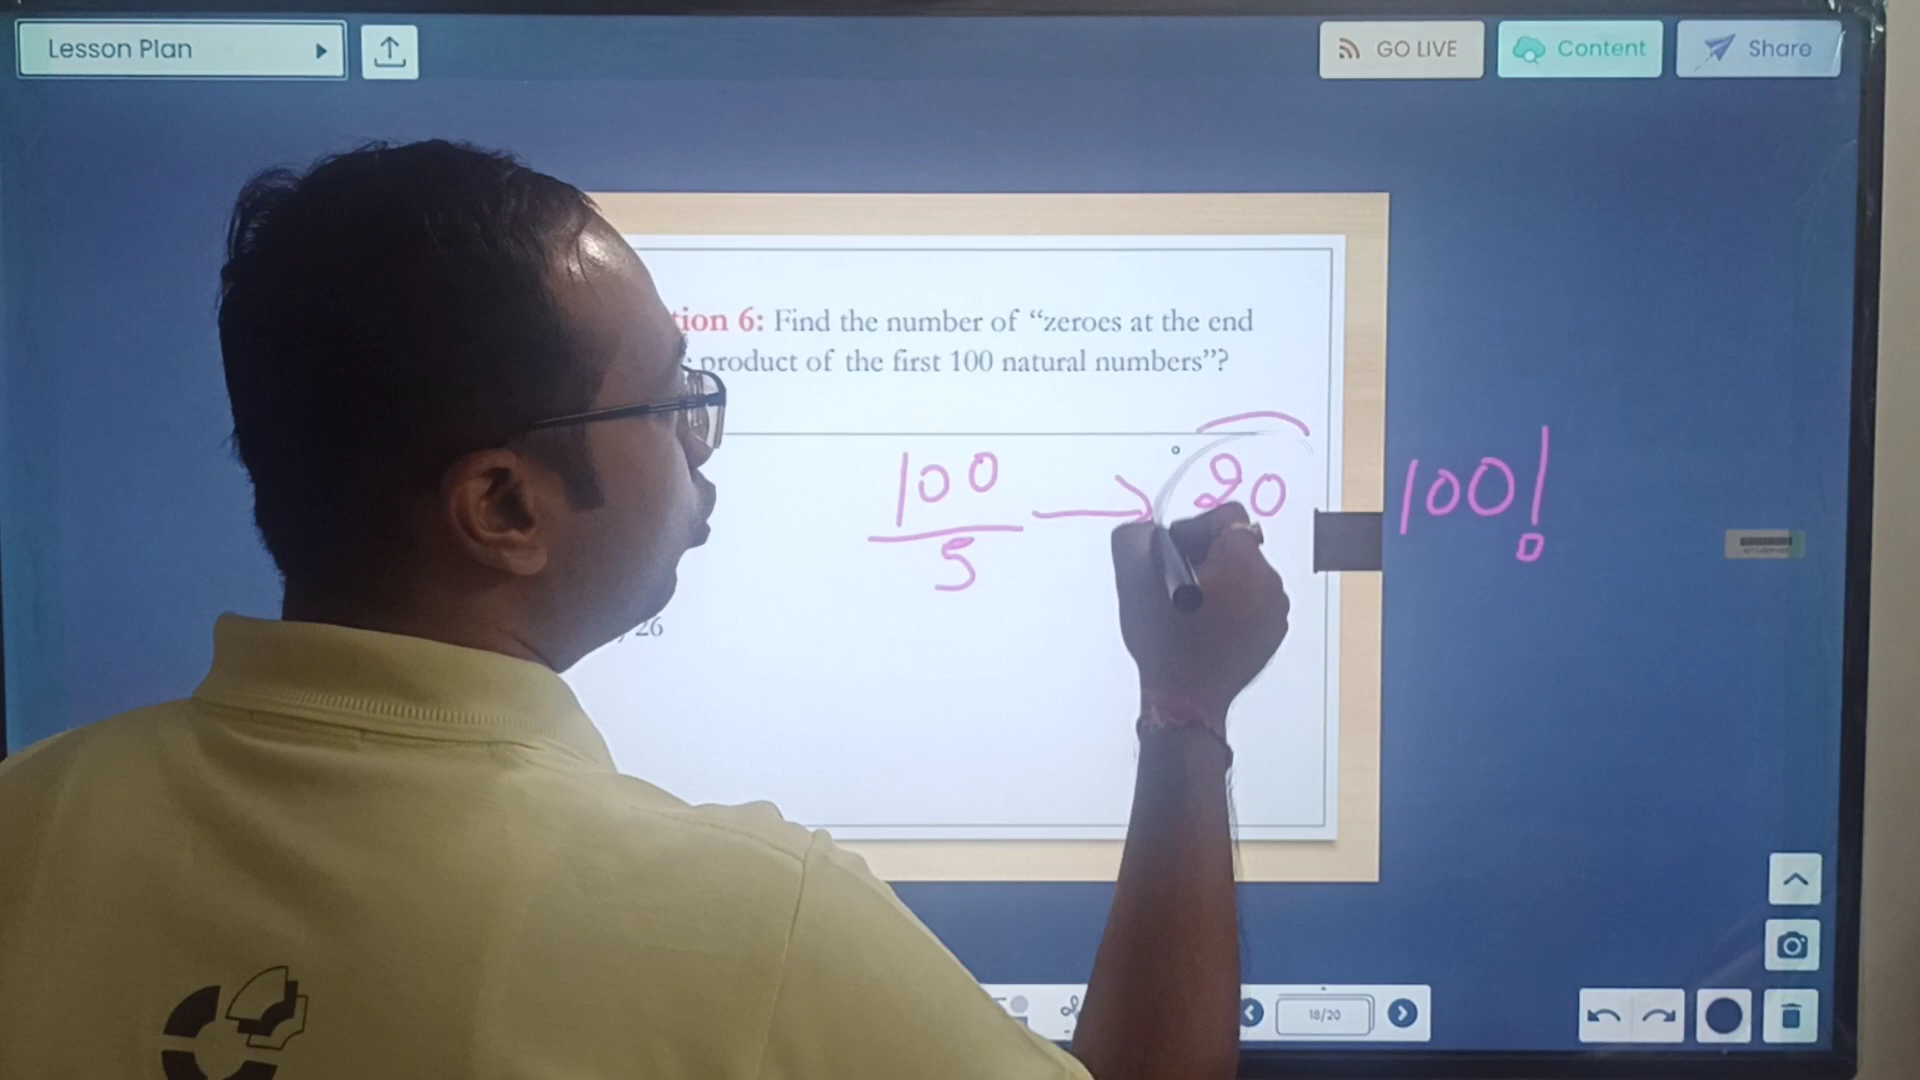 Lesson Plan
GO LIVE
Content
Share
tion 6: Find the number of “zeroes at the end
product of the first 100 natural numbers”?
100
5
20
100!
26
18/20